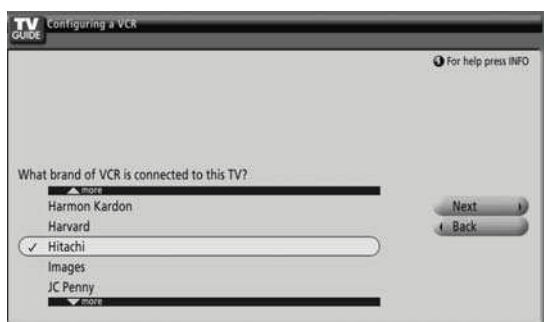 TV GUIDE Configuring a VCR
For help press INFO
What brand of VCR is connected to this TV?
more
Harmon Kardon
Harvard
✓ Hitachi
Images
JC Penny
more
Next
Back